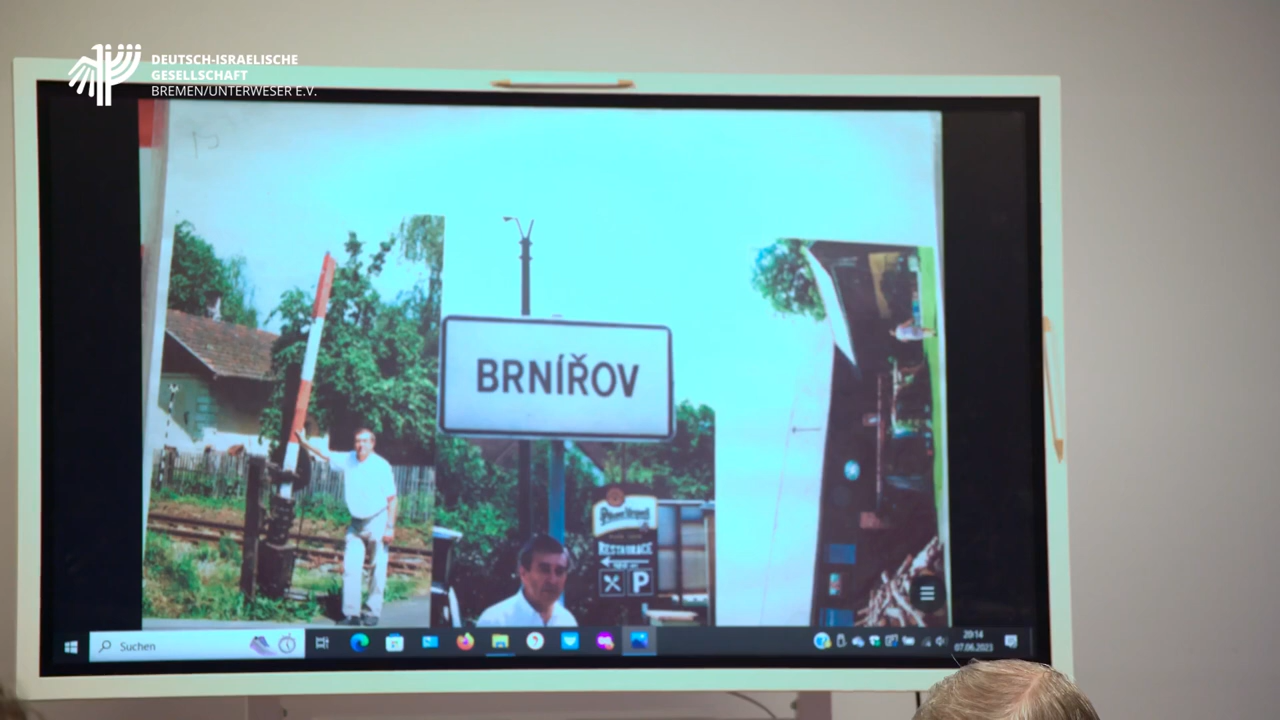 DEUTSCH-ISRAELISCHE
GESELLSCHAFT
BREMEN/UNTERWESER E.V.
BRNÍŘOV
RESTAURACE
P
Suchen
20:14
07.06.2023